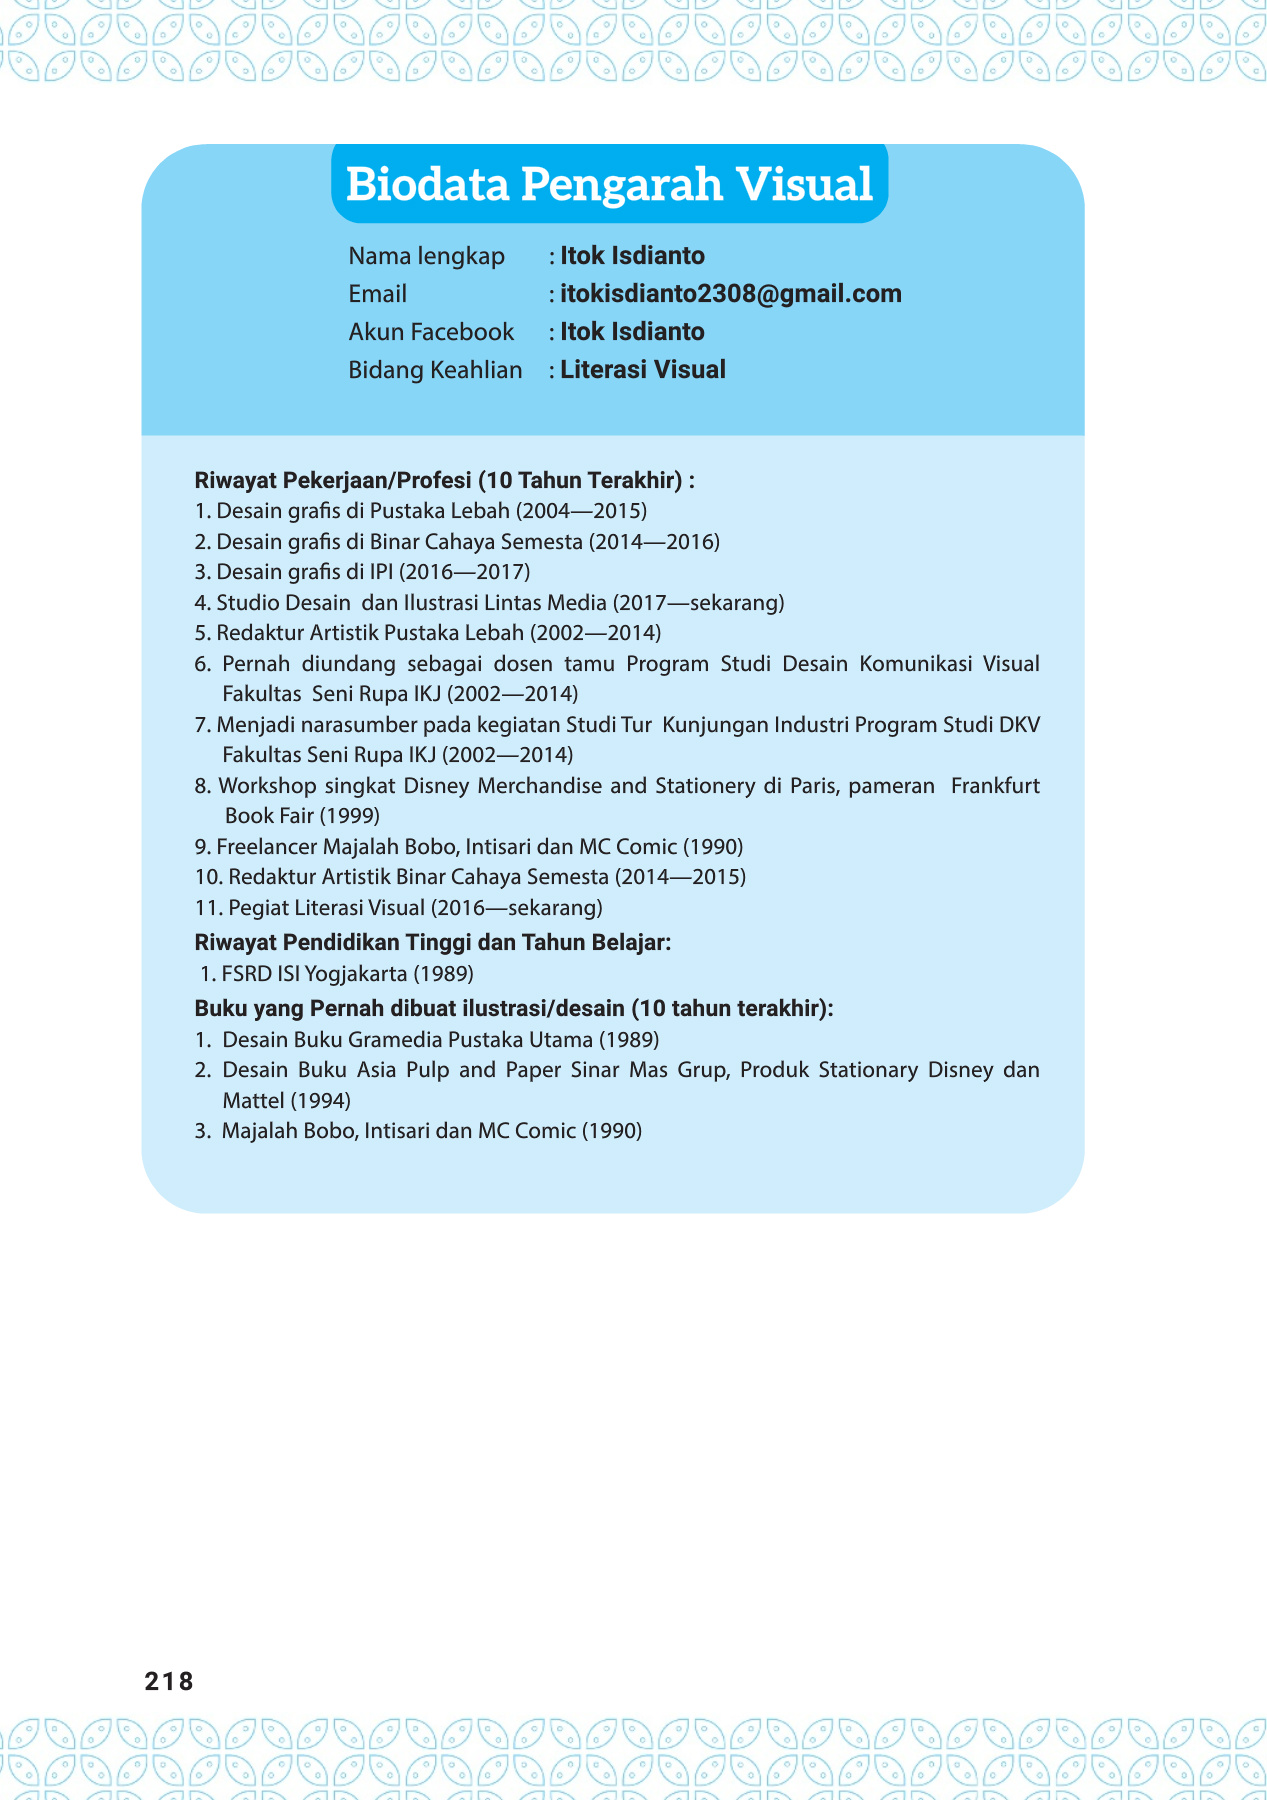 Biodata Pengarah Visual
Nama lengkap : Itok Isdianto
Email : itokisdianto2308@gmail.com
Akun Facebook : Itok Isdianto
Bidang Keahlian : Literasi Visual
Riwayat Pekerjaan/Profesi (10 Tahun Terakhir) :
1. Desain grafis di Pustaka Lebah (2004—2015)
2. Desain grafis di Binar Cahaya Semesta (2014—2016)
3. Desain grafis di IPI (2016—2017)
4. Studio Desain dan Ilustrasi Lintas Media (2017—sekarang)
5. Redaktur Artistik Pustaka Lebah (2002—2014)
6. Pernah diundang sebagai dosen tamu Program Studi Desain Komunikasi Visual
Fakultas Seni Rupa IKJ (2002—2014)
7. Menjadi narasumber pada kegiatan Studi Tur Kunjungan Industri Program Studi DKV
Fakultas Seni Rupa IKJ (2002—2014)
8. Workshop singkat Disney Merchandise and Stationery di Paris, pameran Frankfurt
Book Fair (1999)
9. Freelancer Majalah Bobo, Intisari dan MC Comic (1990)
10. Redaktur Artistik Binar Cahaya Semesta (2014—2015)
11. Pegiat Literasi Visual (2016—sekarang)
Riwayat Pendidikan Tinggi dan Tahun Belajar:
1. FSRD ISI Yogjakarta (1989)
Buku yang Pernah dibuat ilustrasi/desain (10 tahun terakhir):
1. Desain Buku Gramedia Pustaka Utama (1989)
2. Desain Buku Asia Pulp and Paper Sinar Mas Grup, Produk Stationary Disney dan
Mattel (1994)
3. Majalah Bobo, Intisari dan MC Comic (1990)
218